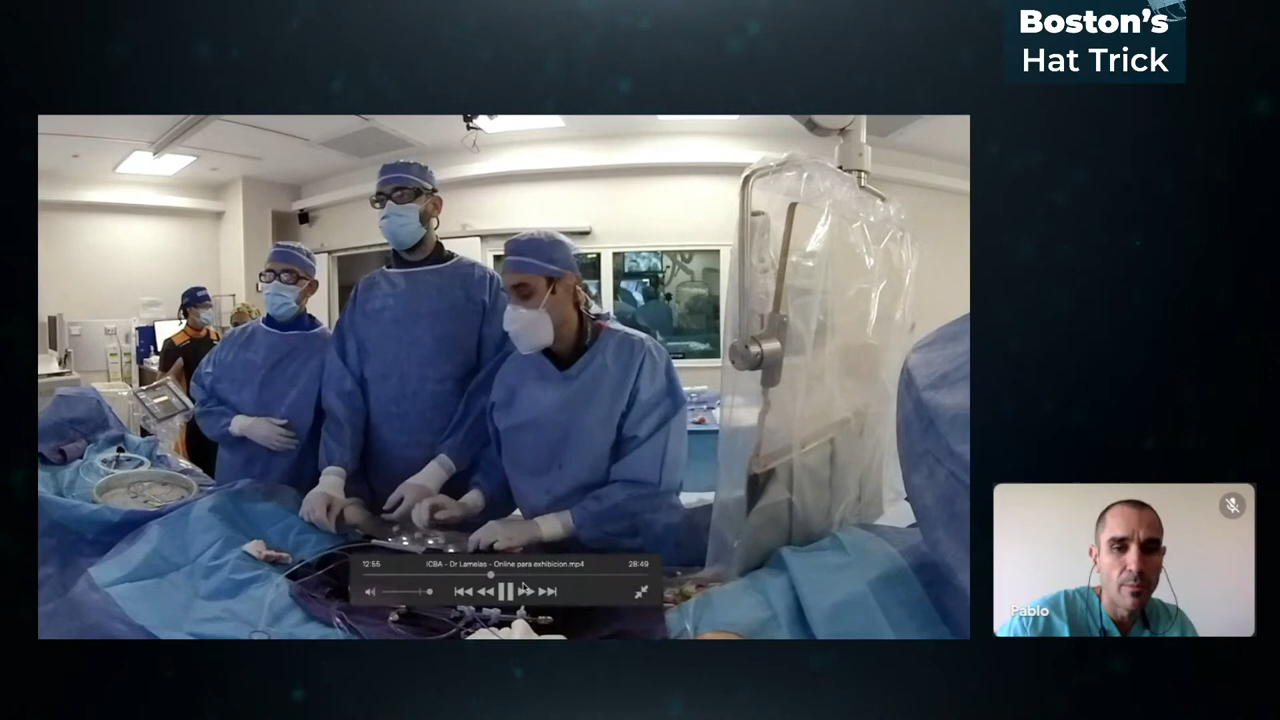 Boston's
Hat Trick
12:55 ICBA - Dr Lamelas - Online para exhibicion.mp4 28:49
Pablo